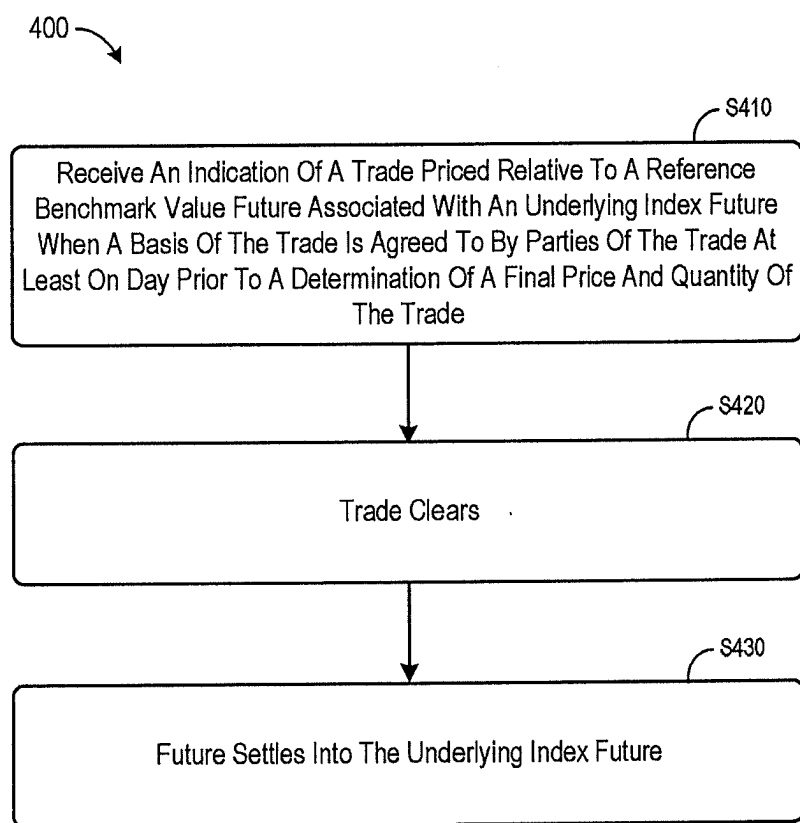 400
S410
Receive An Indication Of A Trade Priced Relative To A Reference
Benchmark Value Future Associated With An Underlying Index Future
When A Basis Of The Trade Is Agreed To By Parties Of The Trade At
Least On Day Prior To A Determination Of A Final Price And Quantity Of
The Trade
S420
Trade Clears
S430
Future Settles Into The Underlying Index Future